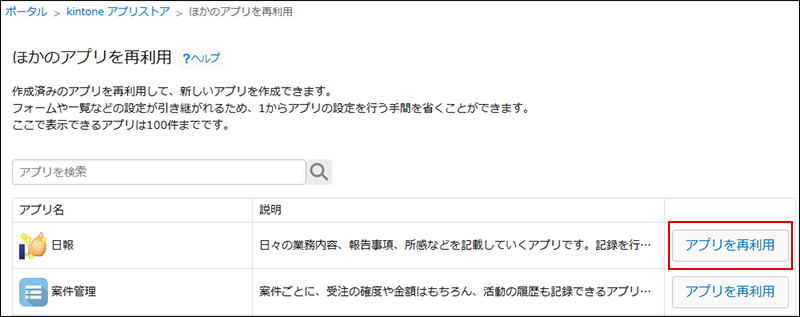 ポータル > kintone アプリストア > ほかのアプリを再利用
ほかのアプリを再利用 ?ヘルプ
作成済みのアプリを再利用して、新しいアプリを作成できます。
フォームや一覧などの設定が引き継がれるため、1からアプリの設定を行う手間を省くことができます。
ここで表示できるアプリは100件までです。
アプリを検索
アプリ名 説明
日報 日々の業務内容、報告事項、所感などを記載していくアプリです。記録を行… アプリを再利用
案件管理 案件ごとに、受注の確度や金額はもちろん、活動の履歴も記録できるアプリ… アプリを再利用